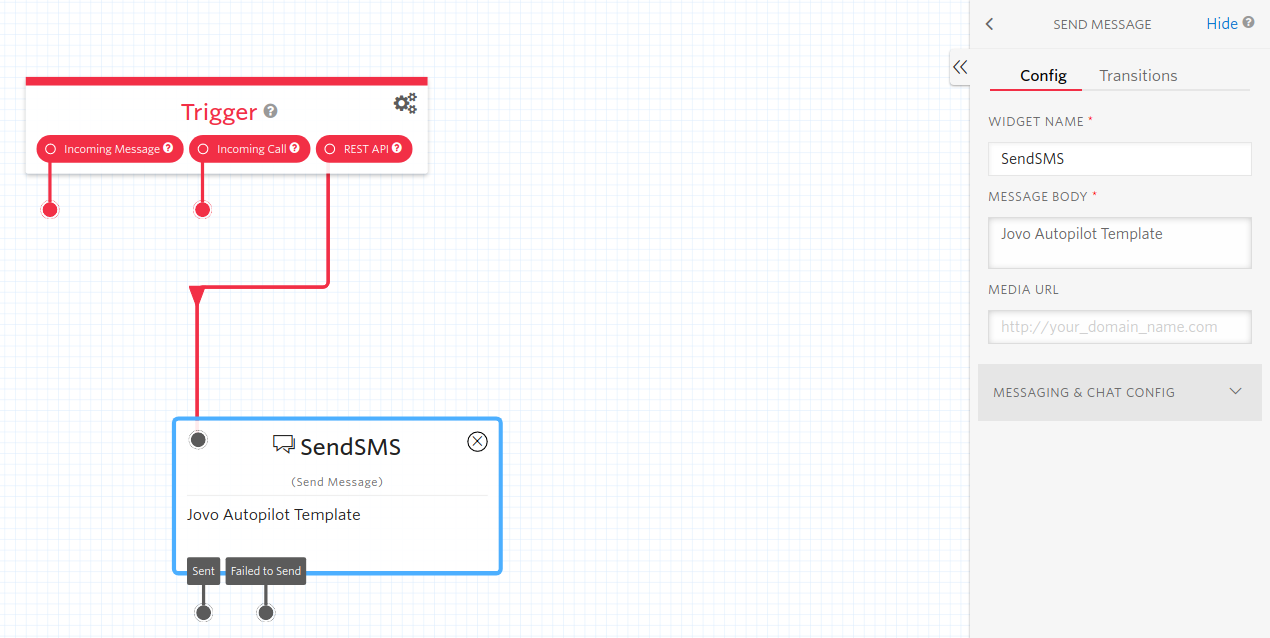 SEND MESSAGE
Hide
Config Transitions
Trigger
WIDGET NAME *
Incoming Message Incoming Call REST API
SendSMS
MESSAGE BODY *
Jovo Autopilot Template
MEDIA URL
http://your_domain_name.com
MESSAGING & CHAT CONFIG
SendSMS
(Send Message)
Jovo Autopilot Template
Sent Failed to Send